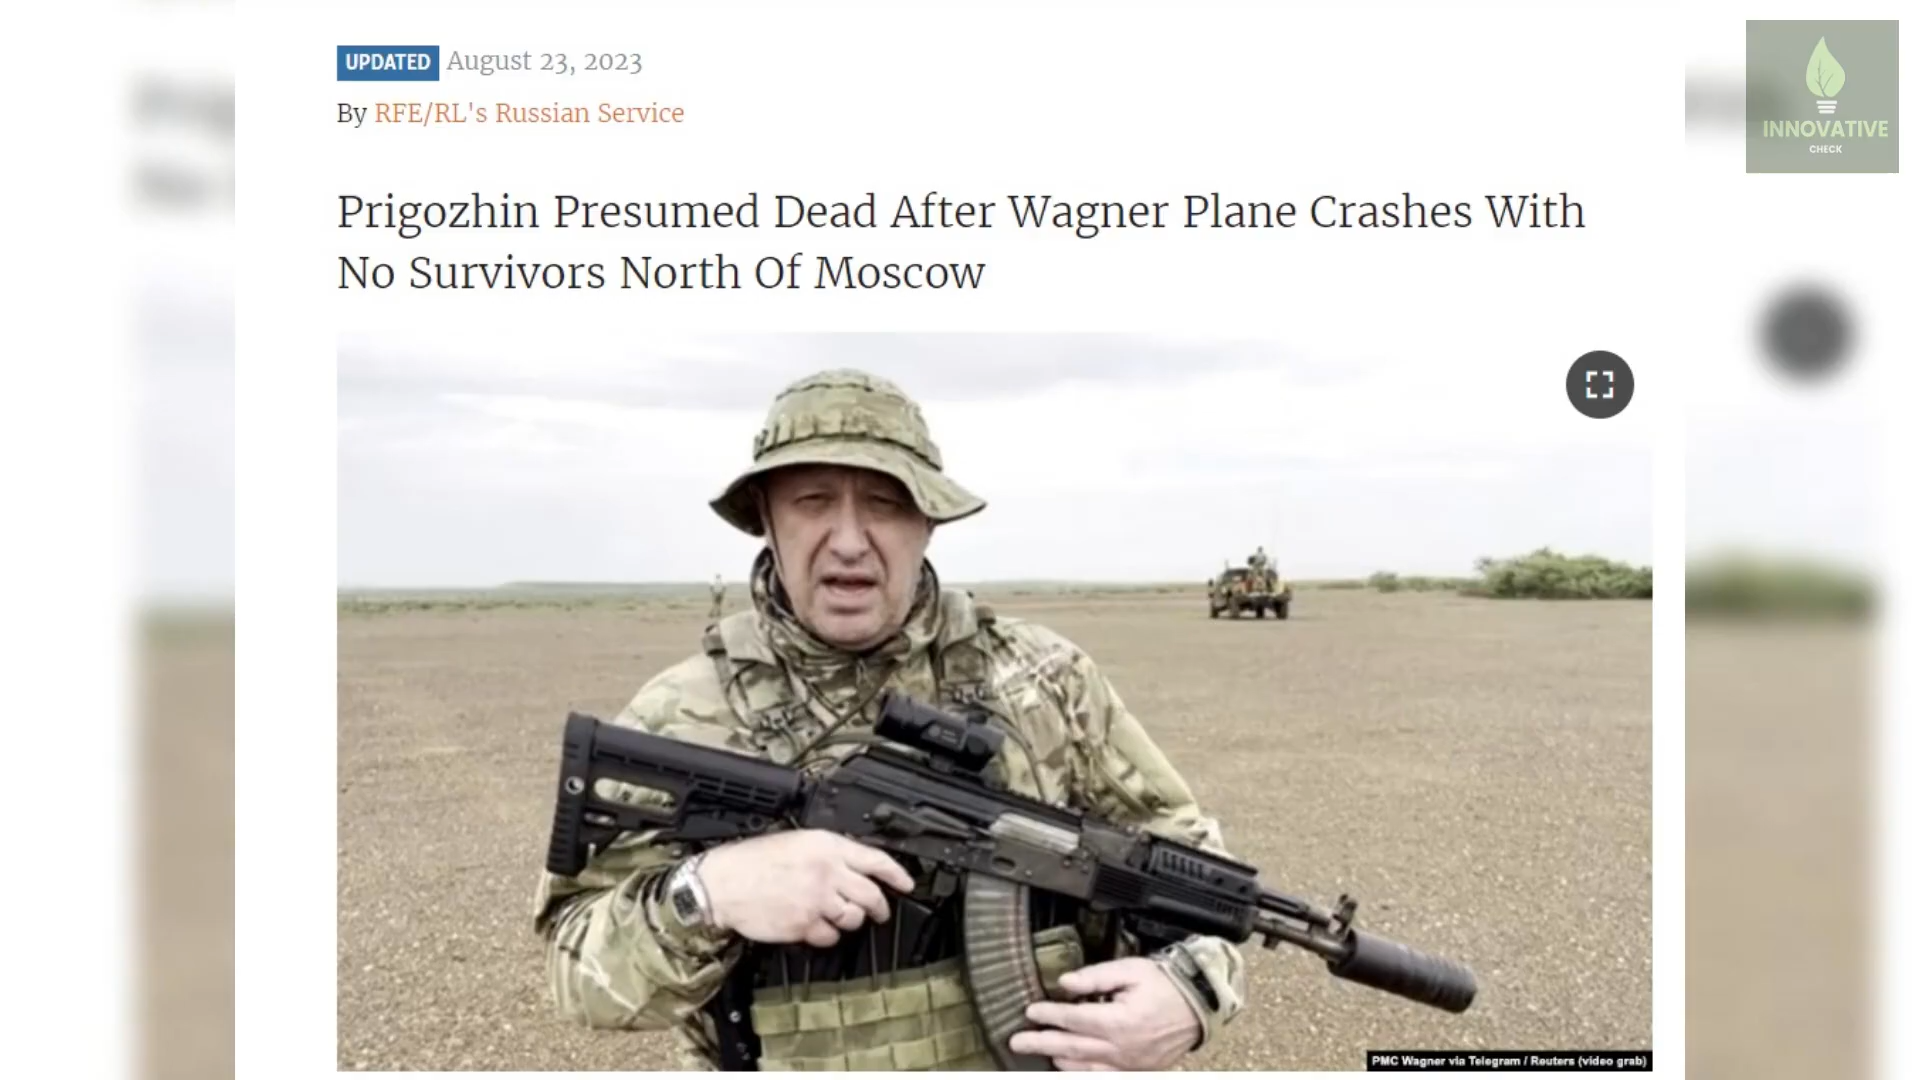 UPDATED August 23, 2023
By RFE/RL's Russian Service
INNOVATIVE
CHECK
Prigozhin Presumed Dead After Wagner Plane Crashes With
No Survivors North Of Moscow
PMC Wagner via Telegram / Reuters (video grab)